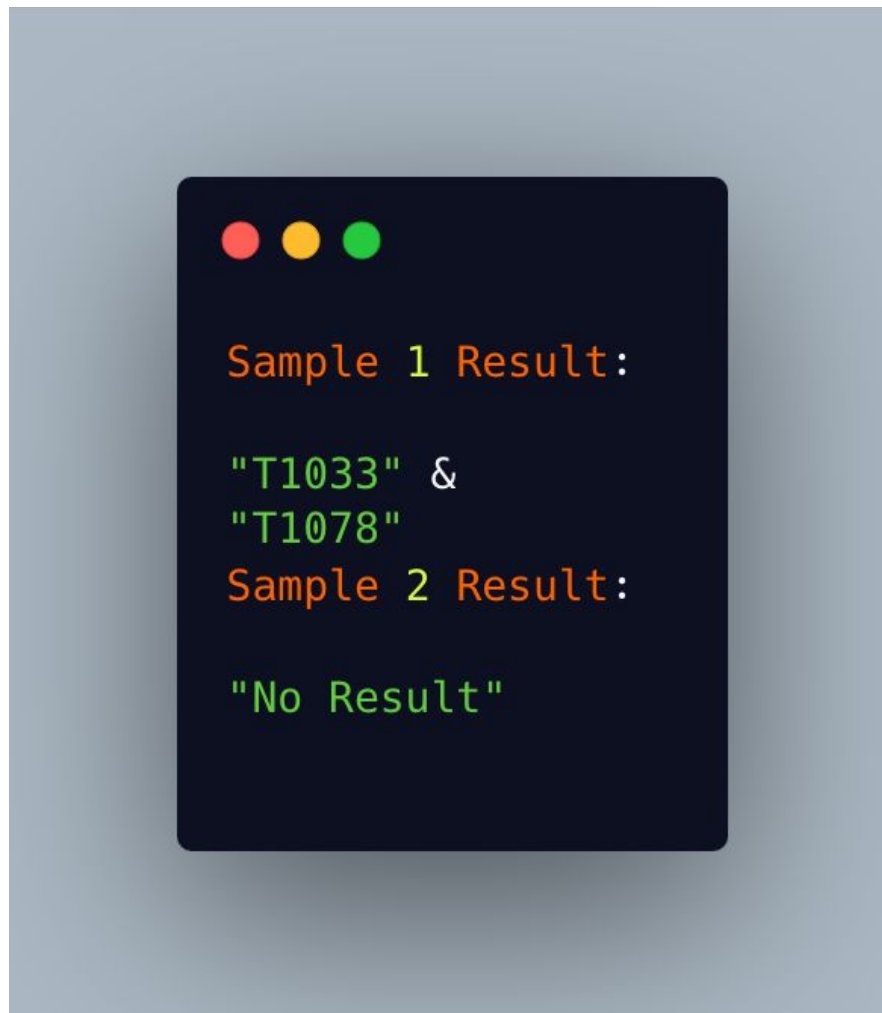 Sample 1 Result:
"T1033" &
"T1078"
Sample 2 Result:
"No Result"